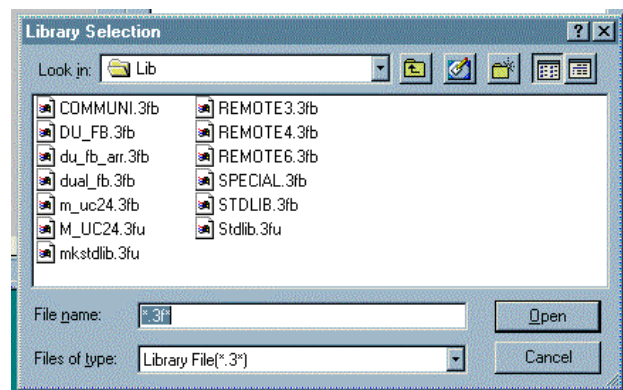 Library Selection
Look in: Lib
COMMUNI.3fb
DU_FB.3fb
du_fb_arr.3fb
dual_fb.3fb
m_uc24.3fb
M_UC24.3fu
mkstdlib.3fu
REMOTE3.3fb
REMOTE4.3fb
REMOTE6.3fb
SPECIAL.3fb
STDLIB.3fb
Stdlib.3fu
File name: *.3f*
Open
Files of type: Library File(*.3*)
Cancel